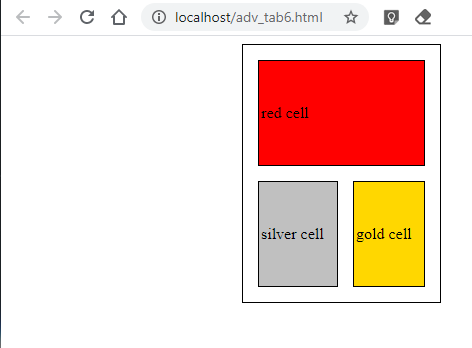 localhost/adv_tab6.html
red cell
silver cell
gold cell